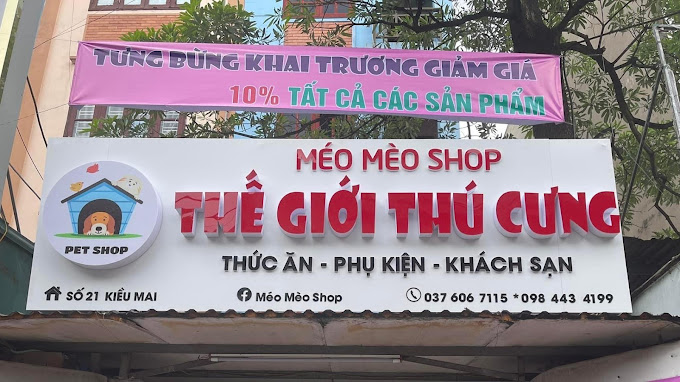 TƯNG BỪNG KHAI TRƯƠNG GIẢM GIÁ
10% TẤT CẢ CÁC SẢN PHẨM
MÉO MÈO SHOP
THẾ GIỚI THÚ CƯNG
PET SHOP
THỨC ĂN - PHỤ KIỆN - KHÁCH SẠN
SỐ 21 KIỀU MAI
Méo Mèo Shop
037 606 7115 * 098 443 4199